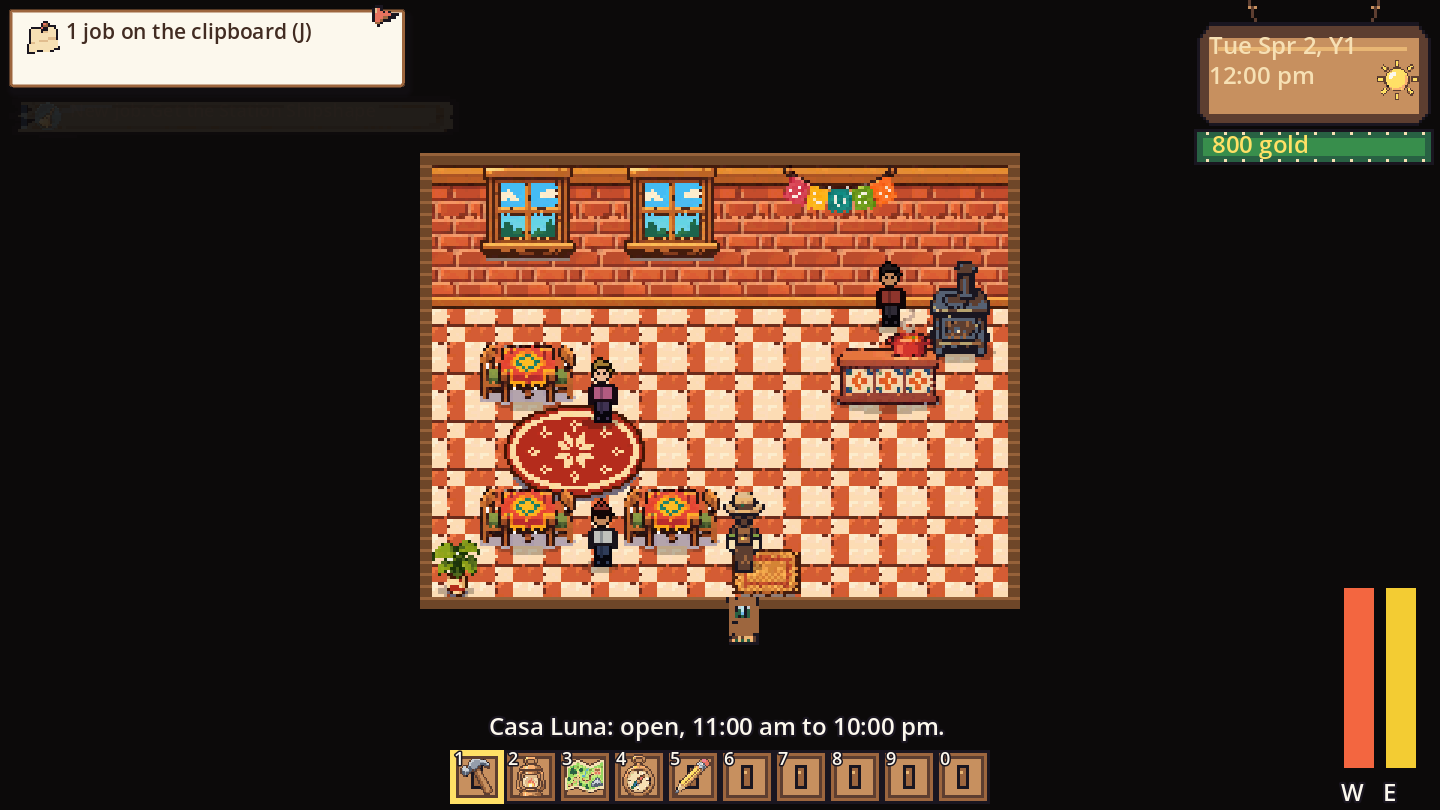 1 job on the clipboard (J)
Tue Spr 2, Y1
12:00 pm
800 gold
Casa Luna: open, 11:00 am to 10:00 pm.
1 2 3 4 5 6 7 8 9 0
W E